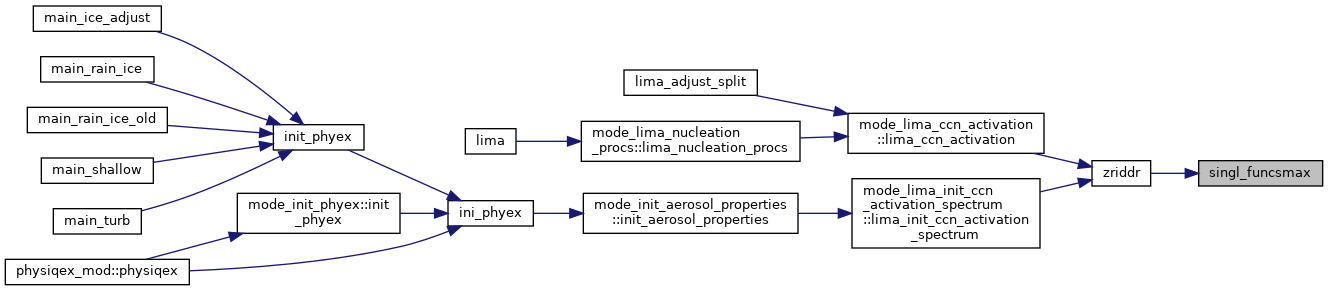 main_ice_adjust
main_rain_ice
main_rain_ice_old
main_shallow
main_turb
physiqex_mod::physiqex
init_phyex
mode_init_phyex::init
_phyex
lima
ini_phyex
mode_lima_nucleation
_procs::lima_nucleation_procs
mode_init_aerosol_properties
::init_aerosol_properties
lima_adjust_split
mode_lima_ccn_activation
::lima_ccn_activation
mode_lima_init_ccn
_activation_spectrum
::lima_init_ccn_activation
_spectrum
zriddr
singl_funcsmax